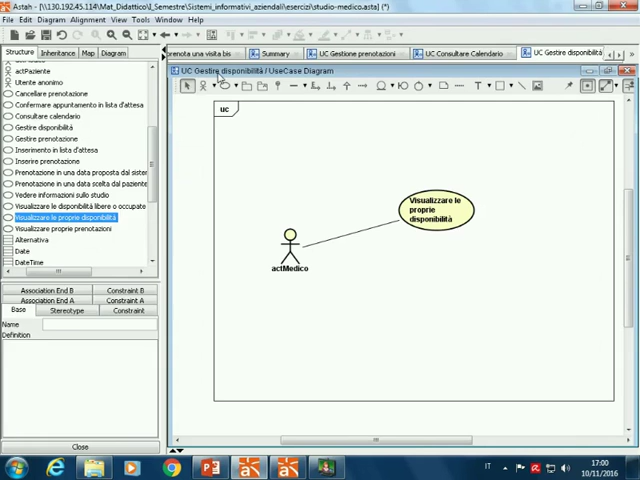 Astah - [\\130.192.45.114\Mat_Didattico\I_Semestre\Sistemi_informativi_aziendali\esercizi\studio-medico.asta] (*)
File Edit Diagram Alignment View Tools Window Help
Structure Inheritance Map Diagram
prenota una visita bis Summary UC Gestione prenotazioni UC Consultare Calendario UC Gestire disponibilità
UC Gestire disponibilità / UseCase Diagram
actPaziente
Utente anonimo
Cancellare prenotazione
Confermare appuntamento in lista d'attesa
Consultare calendario
Gestire disponibilità
Gestire prenotazione
Inserimento in lista d'attesa
Inserire prenotazione
Prenotazione in una data proposta dal sister
Prenotazione in una data scelta dal paziente
Vedere informazioni sullo studio
Visualizzare le disponibilità libere o occupate
Visualizzare le proprie disponibilità
Visualizzare proprie prenotazioni
Alternativa
Date
DateTime
uc
Visualizzare le
proprie
disponibilità
actMedico
Association End B Constraint B
Association End A Constraint A
Base Stereotype Constraint
Name
Definition
Close
IT
17:00
10/11/2016